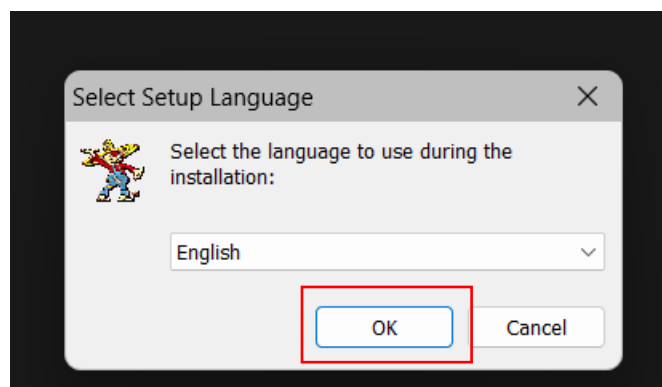 Select Setup Language
Select the language to use during the
installation:
English
OK
Cancel